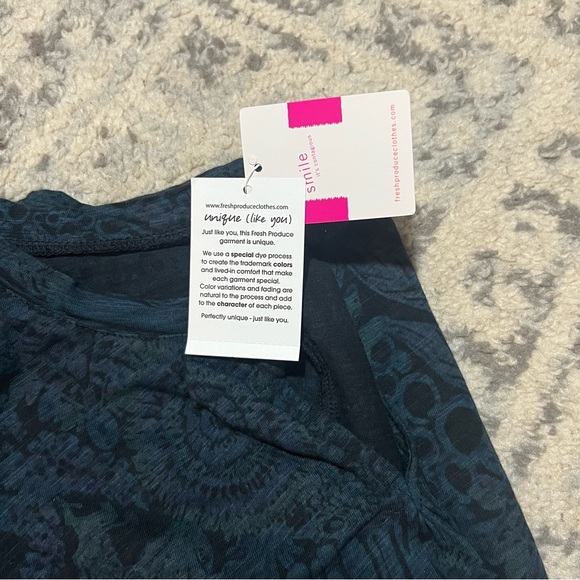 smile
it's contagious
freshproduceclothes.com
www.freshproduceclothes.com
unique (like you)
Just like you, this Fresh Produce
garment is unique.
We use a special dye process
to create the trademark colors
and lived-in comfort that make
each garment special.
Color variations and fading are
natural to the process and add
to the character of each piece.
Perfectly unique - just like you.